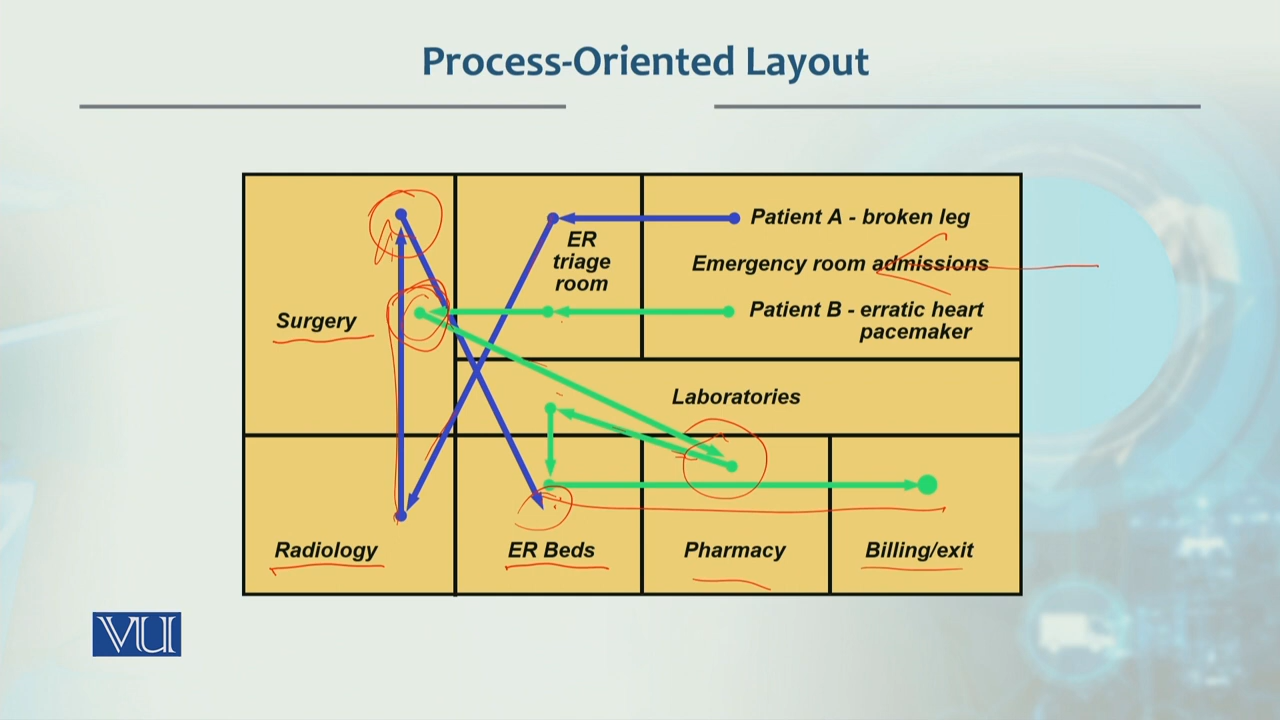 Process-Oriented Layout
Patient A - broken leg
ER
triage
room
Emergency room admissions
Patient B - erratic heart
pacemaker
Surgery
Laboratories
Radiology
ER Beds
Pharmacy
Billing/exit
VU